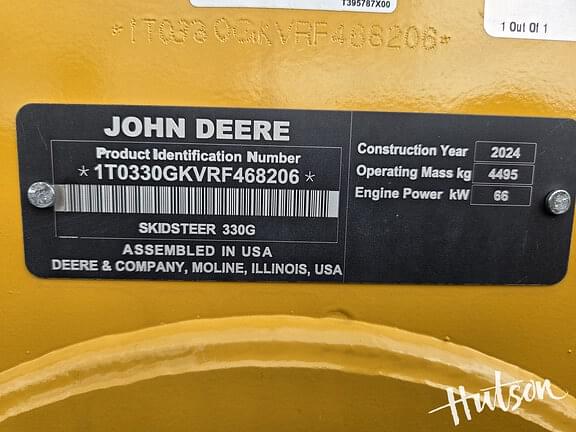 T395787X00
1 Out Of 1
*1T0330GKVRF468206*
JOHN DEERE
Product Identification Number
*1T0330GKVRF468206*
SKIDSTEER 330G
ASSEMBLED IN USA
DEERE & COMPANY, MOLINE, ILLINOIS, USA
Construction Year 2024
Operating Mass kg 4495
Engine Power kW 66
Hutson